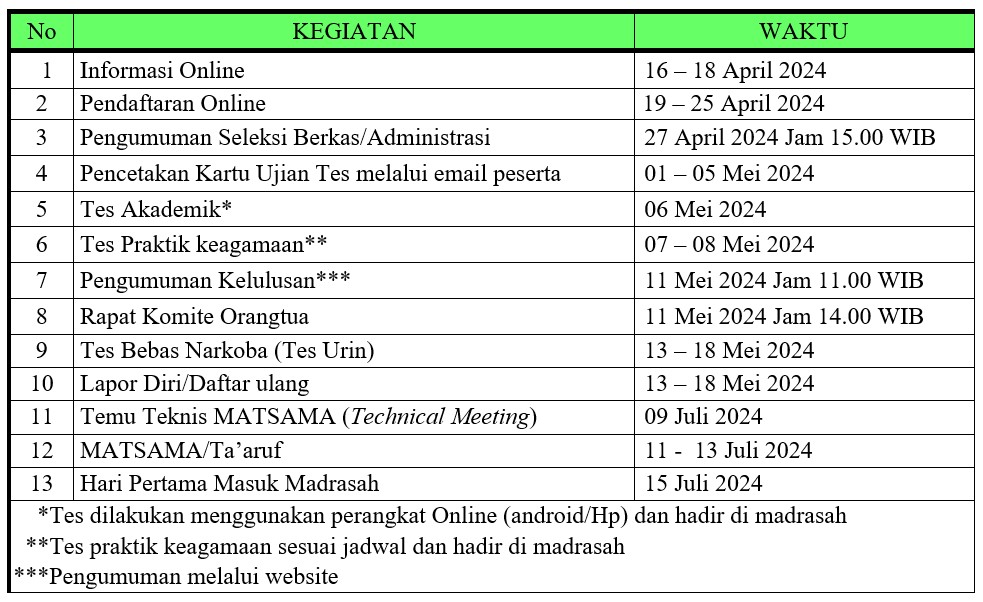 No KEGIATAN WAKTU
1 Informasi Online 16 – 18 April 2024
2 Pendaftaran Online 19 – 25 April 2024
3 Pengumuman Seleksi Berkas/Administrasi 27 April 2024 Jam 15.00 WIB
4 Pencetakan Kartu Ujian Tes melalui email peserta 01 – 05 Mei 2024
5 Tes Akademik* 06 Mei 2024
6 Tes Praktik keagamaan** 07 – 08 Mei 2024
7 Pengumuman Kelulusan*** 11 Mei 2024 Jam 11.00 WIB
8 Rapat Komite Orangtua 11 Mei 2024 Jam 14.00 WIB
9 Tes Bebas Narkoba (Tes Urin) 13 – 18 Mei 2024
10 Lapor Diri/Daftar ulang 13 – 18 Mei 2024
11 Temu Teknis MATSAMA (Technical Meeting) 09 Juli 2024
12 MATSAMA/Ta’aruf 11 - 13 Juli 2024
13 Hari Pertama Masuk Madrasah 15 Juli 2024
*Tes dilakukan menggunakan perangkat Online (android/Hp) dan hadir di madrasah
**Tes praktik keagamaan sesuai jadwal dan hadir di madrasah
***Pengumuman melalui website